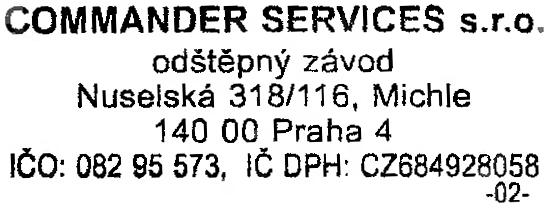 COMMANDER SERVICES s.r.o.
odštěpný závod
Nuselská 318/116, Michle
140 00 Praha 4
IČO: 082 95 573, IČ DPH: CZ684928058
-02-